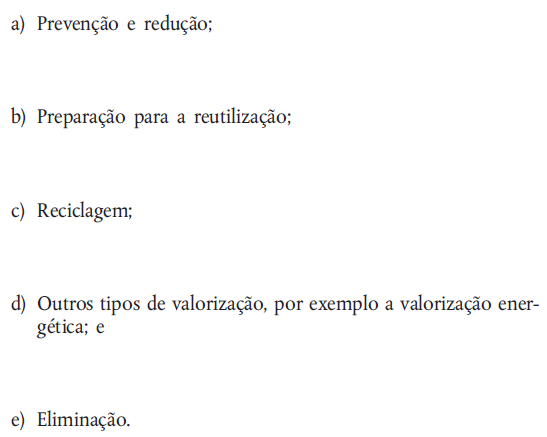 a) Prevenção e redução;
b) Preparação para a reutilização;
c) Reciclagem;
d) Outros tipos de valorização, por exemplo a valorização ener-
gética; e
e) Eliminação.